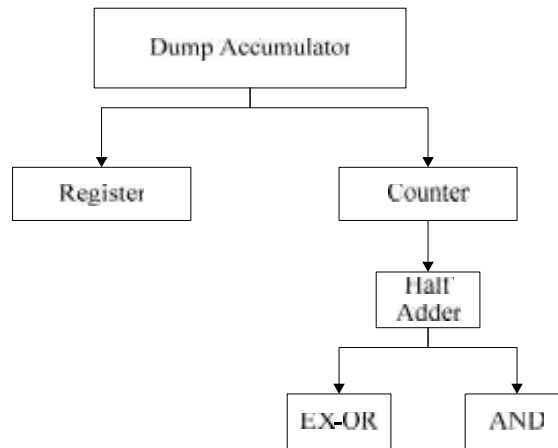 Dump Accumulator
Register
Counter
Half
Adder
EX-OR
AND